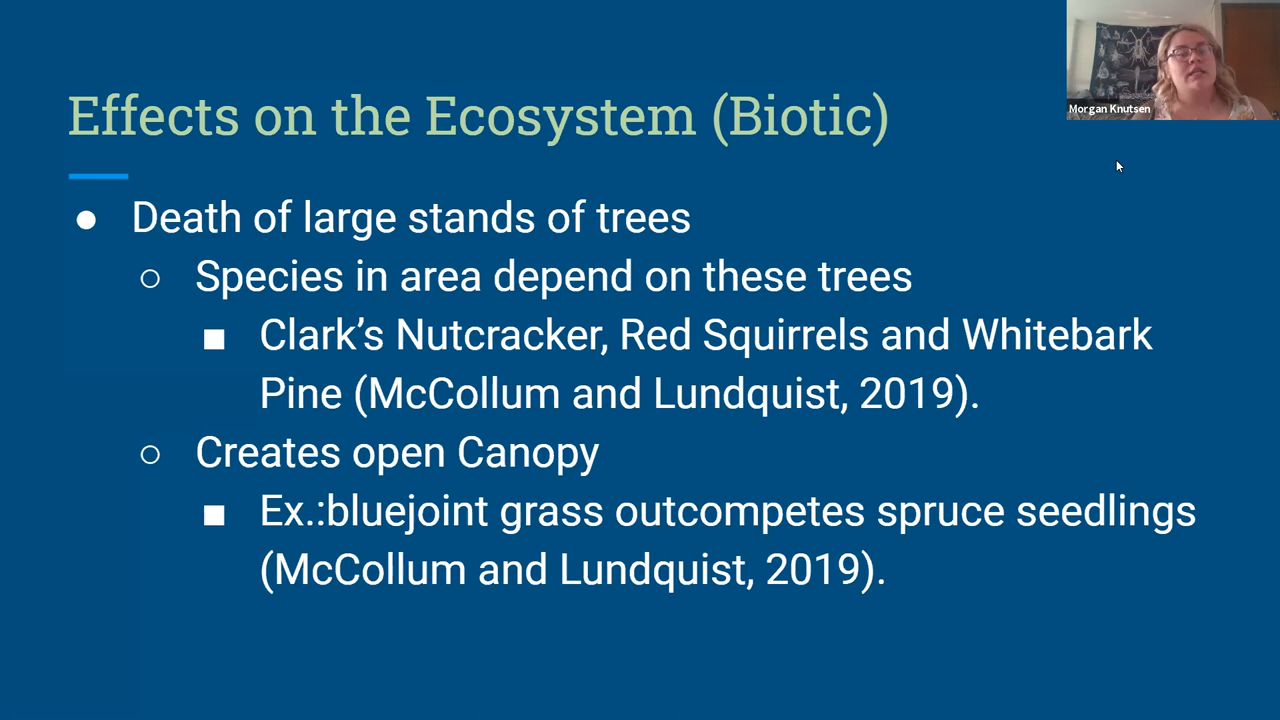 Effects on the Ecosystem (Biotic)
Morgan Knutsen
● Death of large stands of trees
○ Species in area depend on these trees
■ Clark’s Nutcracker, Red Squirrels and Whitebark
Pine (McCollum and Lundquist, 2019).
○ Creates open Canopy
■ Ex.:bluejoint grass outcompetes spruce seedlings
(McCollum and Lundquist, 2019).